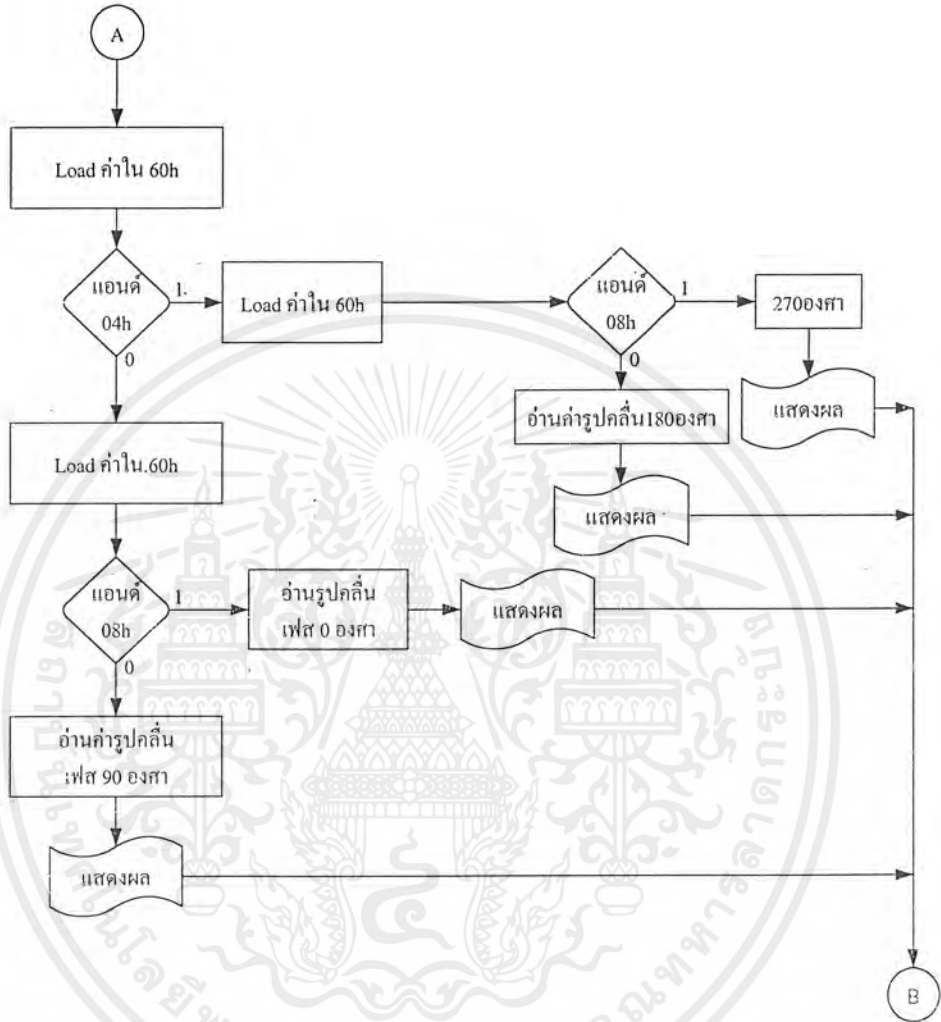 A
Load ค่าใน 60h
แอนด์
04h
1.
0
Load ค่าใน 60h
แอนด์
08h
1
0
270องศา
แสดงผล
อ่านค่ารูปคลื่น180องศา
แสดงผล
Load ค่าใน.60h
แอนด์
08h
1
0
อ่านรูปคลื่น
เฟส 0 องศา
แสดงผล
อ่านค่ารูปคลื่น
เฟส 90 องศา
แสดงผล
B